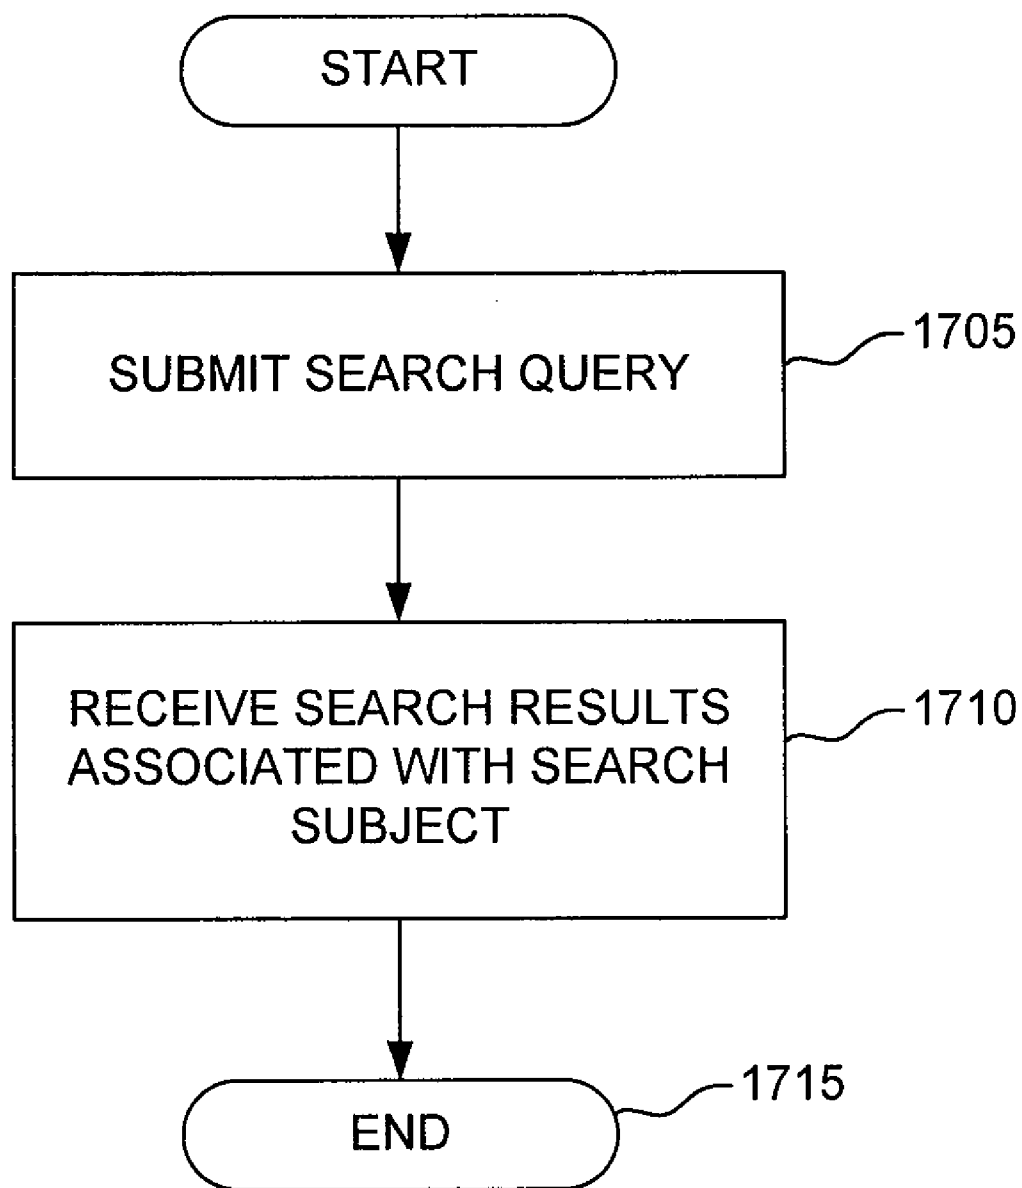 START
SUBMIT SEARCH QUERY
1705
RECEIVE SEARCH RESULTS
ASSOCIATED WITH SEARCH
SUBJECT
1710
END
1715